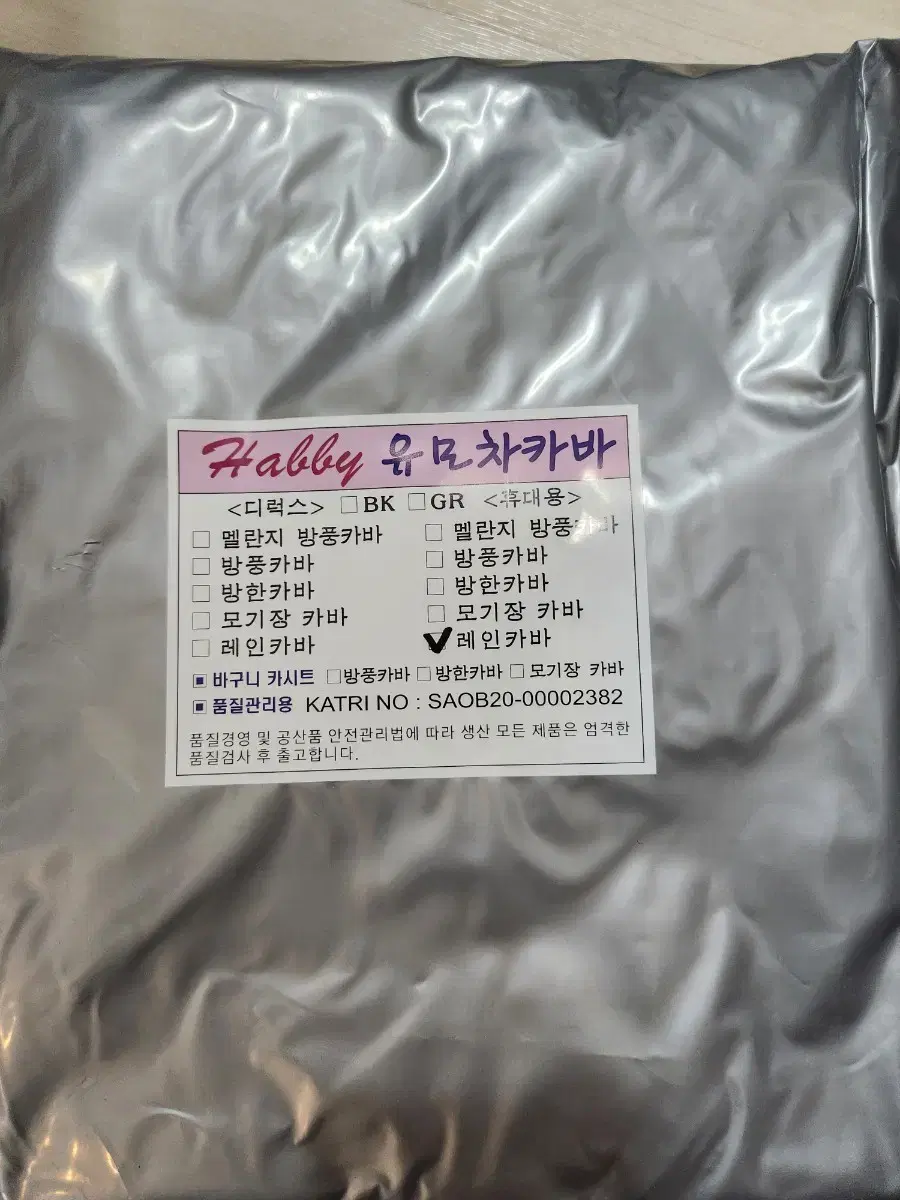 Habby 유모차카바
<디럭스> □BK □GR <휴대용>
□ 멜란지 방풍카바 □ 멜란지 방풍카바
□ 방풍카바 □ 방풍카바
□ 방한카바 □ 방한카바
□ 모기장 카바 □ 모기장 카바
□ 레인카바 ✔레인카바
▣ 바구니 카시트 □방풍카바 □방한카바 □모기장 카바
▣ 품질관리용 KATRI NO : SAOB20-00002382
품질경영 및 공산품 안전관리법에 따라 생산 모든 제품은 엄격한
품질검사 후 출고합니다.